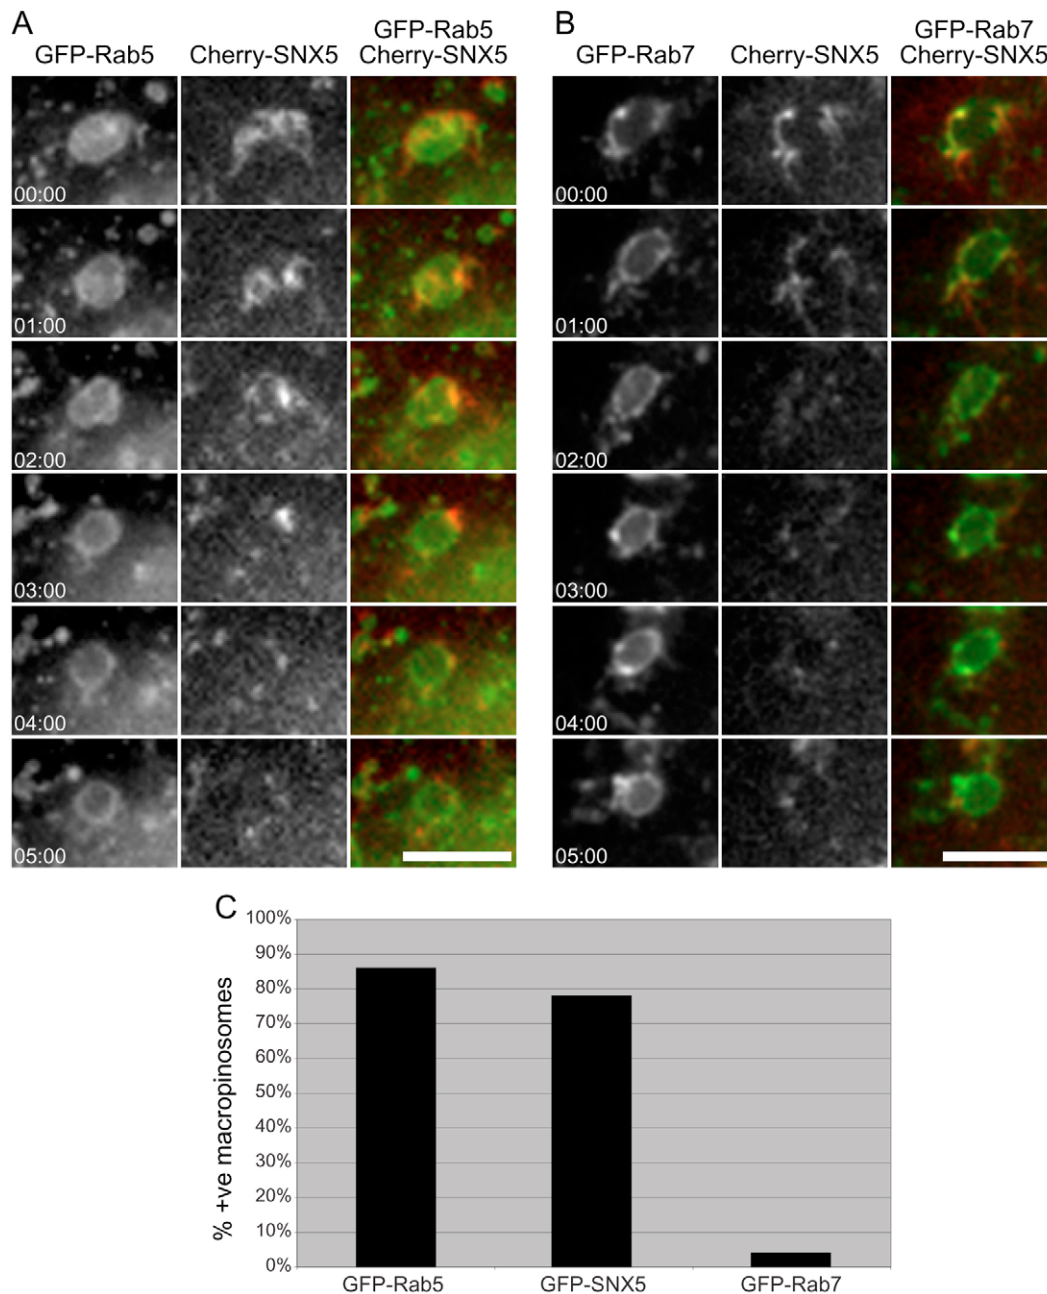 A
GFP-Rab5
Cherry-SNX5
GFP-Rab5
Cherry-SNX5
00:00
01:00
02:00
03:00
04:00
05:00
B
GFP-Rab7
Cherry-SNX5
GFP-Rab7
Cherry-SNX5
00:00
01:00
02:00
03:00
04:00
05:00
C
% +ve macropinosomes
100%
90%
80%
70%
60%
50%
40%
30%
20%
10%
0%
GFP-Rab5
GFP-SNX5
GFP-Rab7